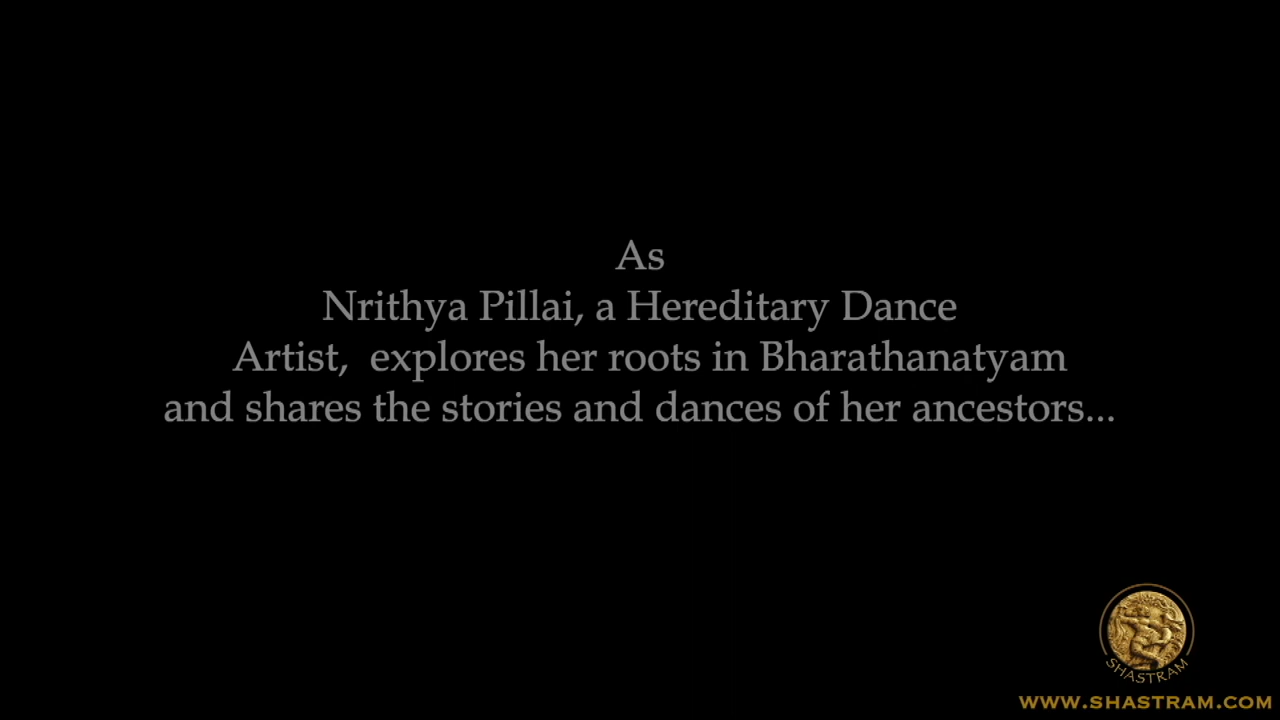 As
Nrithya Pillai, a Hereditary Dance
Artist,  explores her roots in Bharathanatyam
and shares the stories and dances of her ancestors...
SHASTRAM
WWW.SHASTRAM.COM